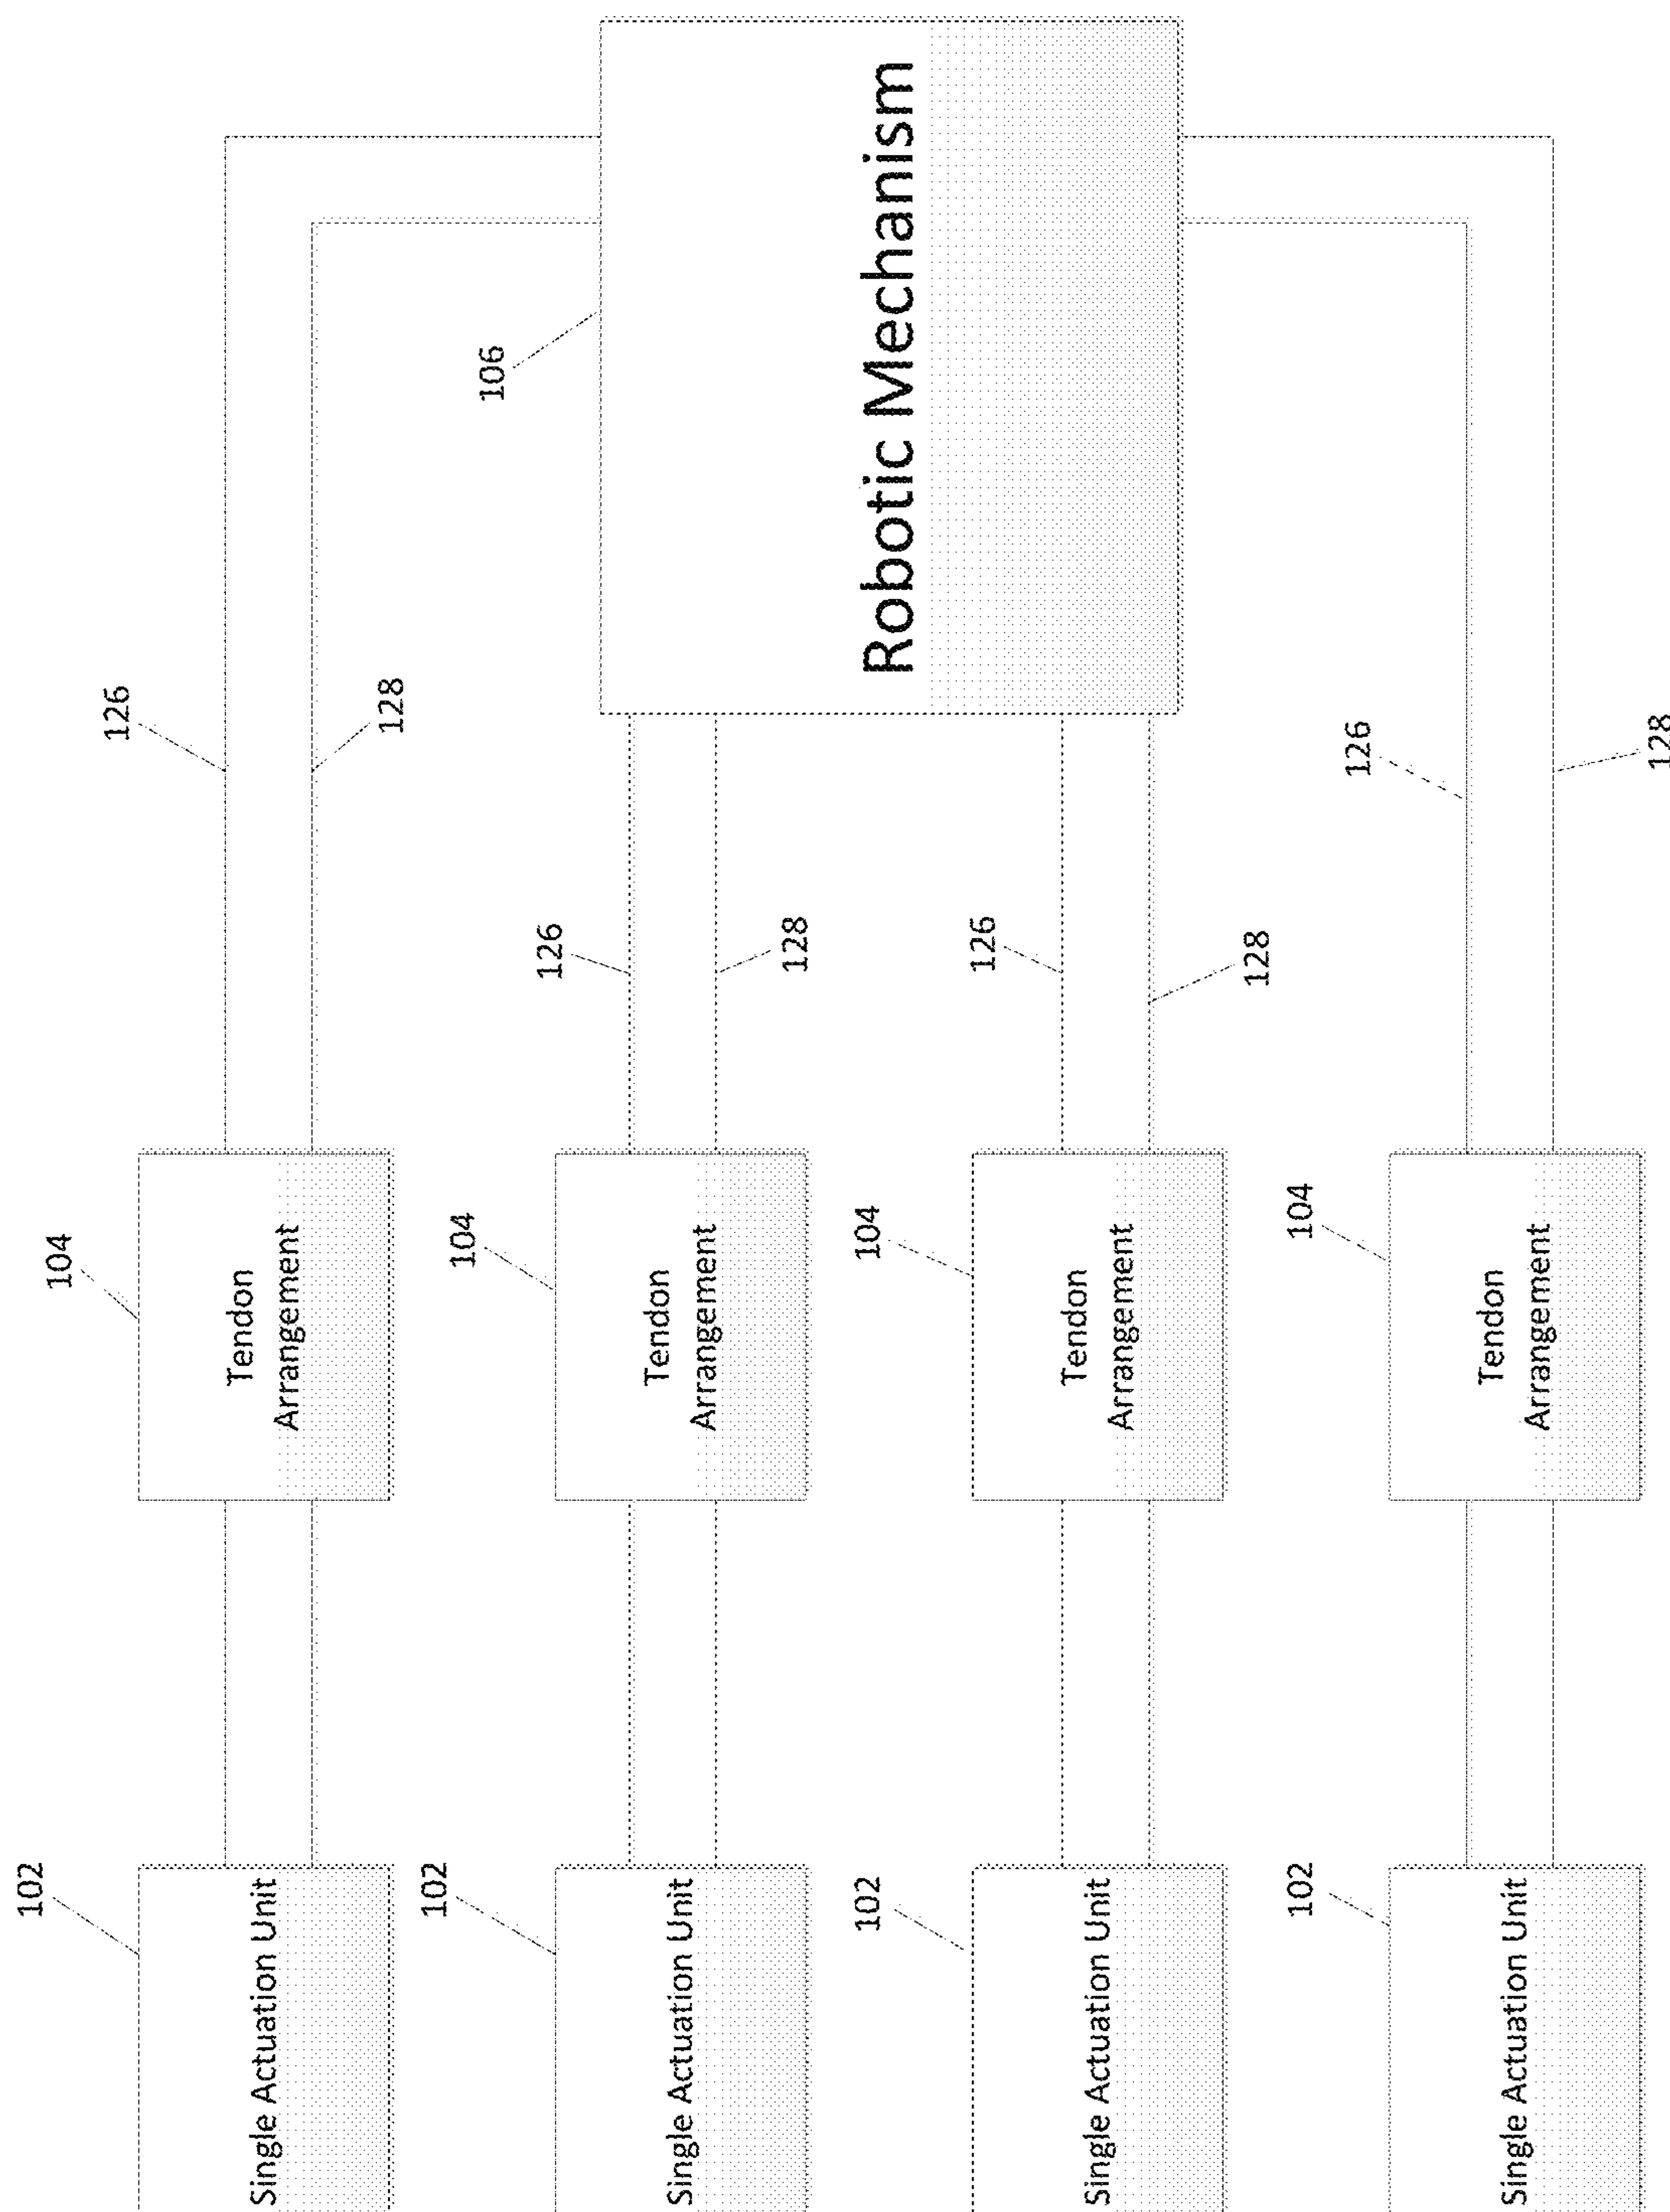 102
104
126
Single Actuation Unit
Tendon
Arrangement
128
102
104
106
126
Single Actuation Unit
Tendon
Arrangement
128
Robotic Mechanism
102
104
126
Single Actuation Unit
Tendon
Arrangement
128
102
104
126
Single Actuation Unit
Tendon
Arrangement
128